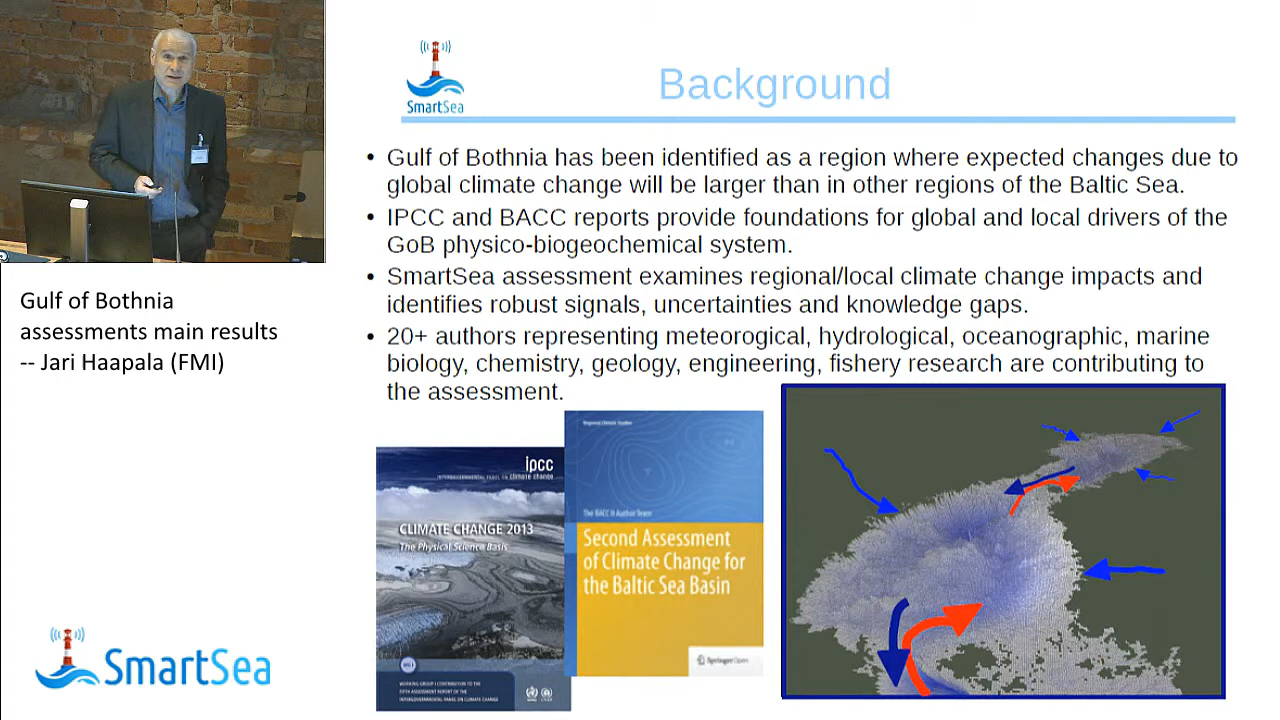 SmartSea
Background
• Gulf of Bothnia has been identified as a region where expected changes due to
global climate change will be larger than in other regions of the Baltic Sea.
• IPCC and BACC reports provide foundations for global and local drivers of the
GoB physico-biogeochemical system.
• SmartSea assessment examines regional/local climate change impacts and
identifies robust signals, uncertainties and knowledge gaps.
• 20+ authors representing meteorogical, hydrological, oceanographic, marine
biology, chemistry, geology, engineering, fishery research are contributing to
the assessment.
Gulf of Bothnia
assessments main results
-- Jari Haapala (FMI)
ipcc
INTERGOVERNMENTAL PANEL ON climate change
CLIMATE CHANGE 2013
The Physical Science Basis
WG I
WORKING GROUP I CONTRIBUTION TO THE
FIFTH ASSESSMENT REPORT OF THE
INTERGOVERNMENTAL PANEL ON CLIMATE CHANGE
Regional Climate Studies
The BACC II Author Team
Second Assessment
of Climate Change for
the Baltic Sea Basin
Springer Open
SmartSea